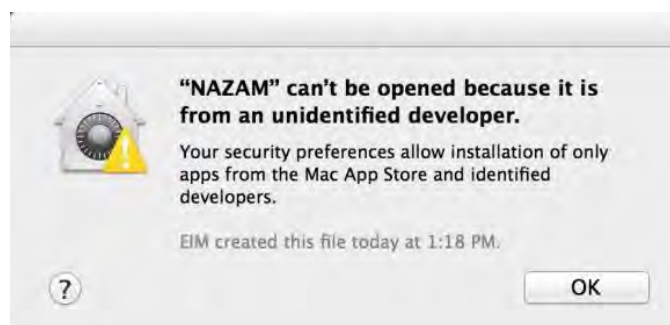 “NAZAM” can’t be opened because it is
from an unidentified developer.
Your security preferences allow installation of only
apps from the Mac App Store and identified
developers.
EIM created this file today at 1:18 PM.
?
OK